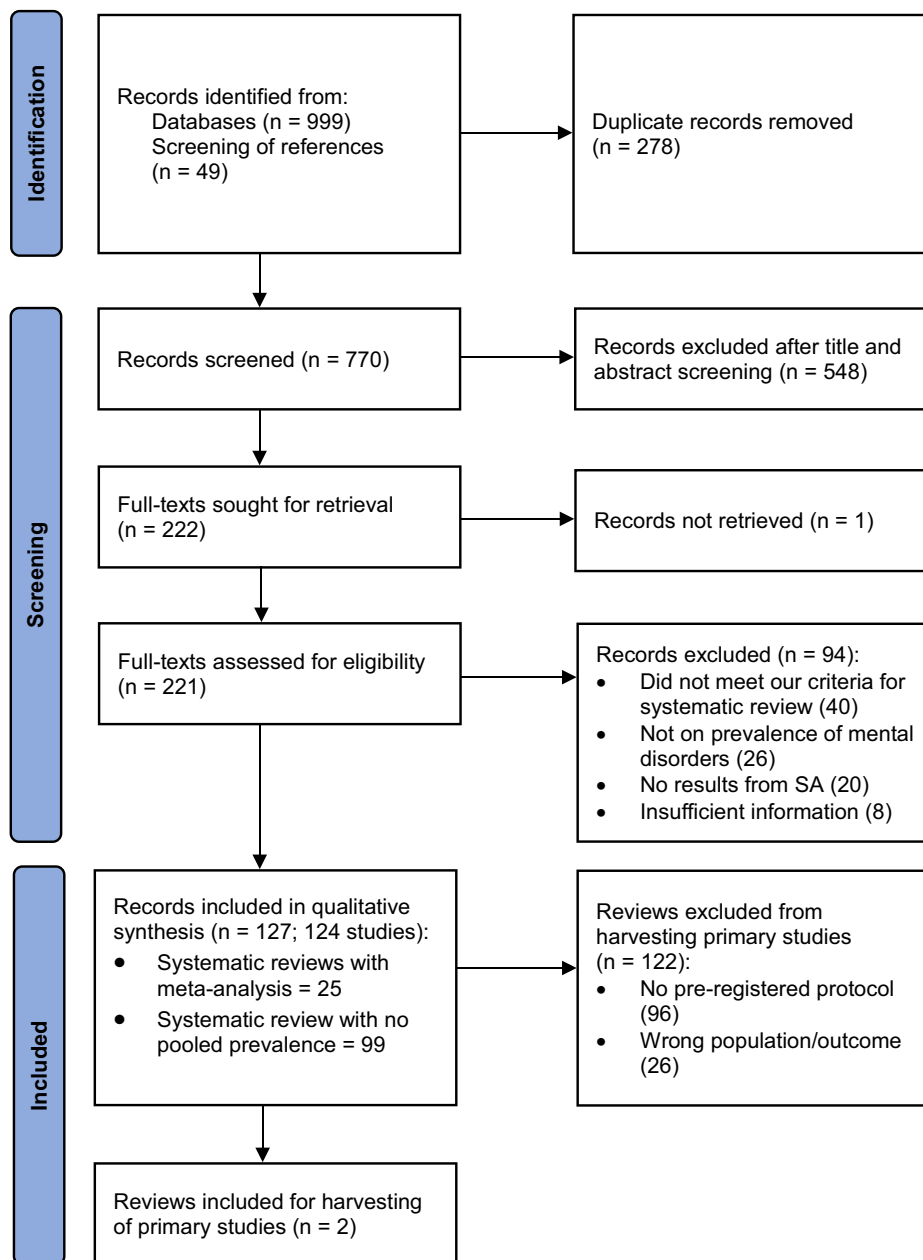 Identification
Records identified from:
Databases (n = 999)
Screening of references
(n = 49)
Duplicate records removed
(n = 278)
Screening
Records screened (n = 770)
Records excluded after title and
abstract screening (n = 548)
Full-texts sought for retrieval
(n = 222)
Records not retrieved (n = 1)
Full-texts assessed for eligibility
(n = 221)
Records excluded (n = 94):
• Did not meet our criteria for
systematic review (40)
• Not on prevalence of mental
disorders (26)
• No results from SA (20)
• Insufficient information (8)
Included
Records included in qualitative
synthesis (n = 127; 124 studies):
• Systematic reviews with
meta-analysis = 25
• Systematic review with no
pooled prevalence = 99
Reviews excluded from
harvesting primary studies
(n = 122):
• No pre-registered protocol
(96)
• Wrong population/outcome
(26)
Reviews included for harvesting
of primary studies (n = 2)